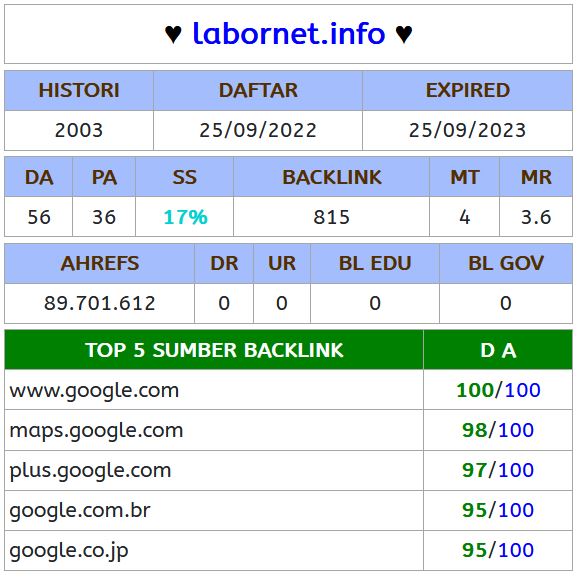 ♥ labornet.info ♥
HISTORI DAFTAR EXPIRED
2003 25/09/2022 25/09/2023
DA PA SS BACKLINK MT MR
56 36 17% 815 4 3.6
AHREFS DR UR BL EDU BL GOV
89.701.612 0 0 0 0
TOP 5 SUMBER BACKLINK D A
www.google.com 100/100
maps.google.com 98/100
plus.google.com 97/100
google.com.br 95/100
google.co.jp 95/100